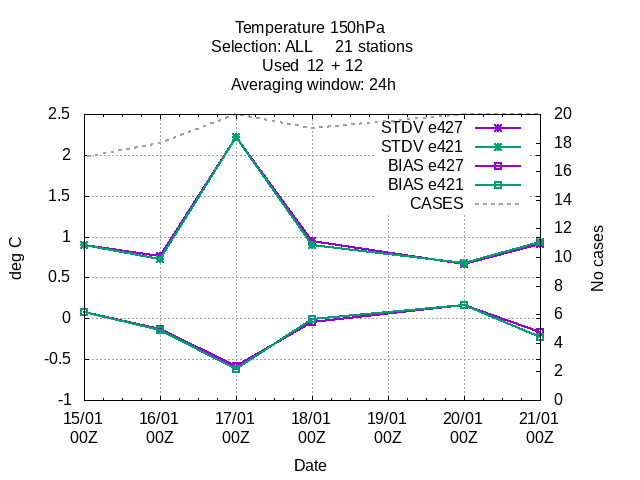 Temperature 150hPa
Selection: ALL     21 stations
Used  12 + 12
Averaging window: 24h
2.5
2
1.5
1
0.5
0
-0.5
-1
deg C
20
18
16
14
12
10
8
6
4
2
0
No cases
STDV e427
STDV e421
BIAS e427
BIAS e421
CASES
15/01 16/01 17/01 18/01 19/01 20/01 21/01
00Z 00Z 00Z 00Z 00Z 00Z 00Z
Date